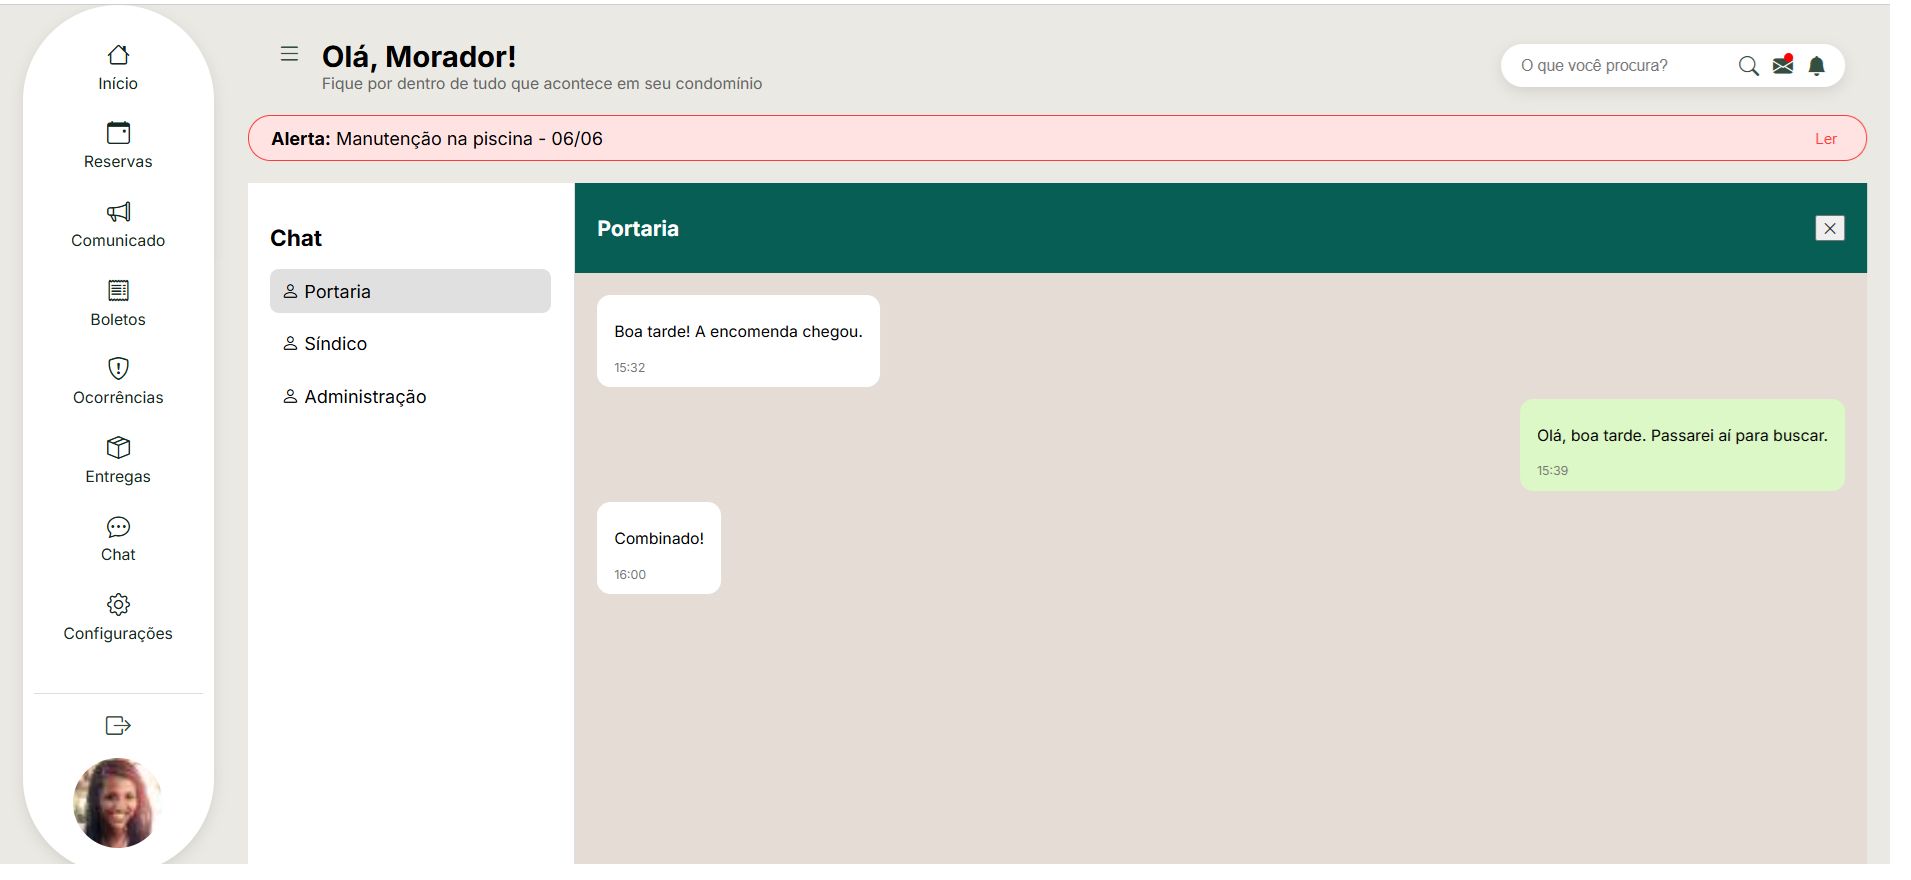 Início
Reservas
Comunicado
Boletos
Ocorrências
Entregas
Chat
Configurações
Olá, Morador!
Fique por dentro de tudo que acontece em seu condomínio
O que você procura?
Alerta: Manutenção na piscina - 06/06
Ler
Chat
Portaria
Síndico
Administração
Portaria
Boa tarde! A encomenda chegou.
15:32
Olá, boa tarde. Passarei aí para buscar.
15:39
Combinado!
16:00